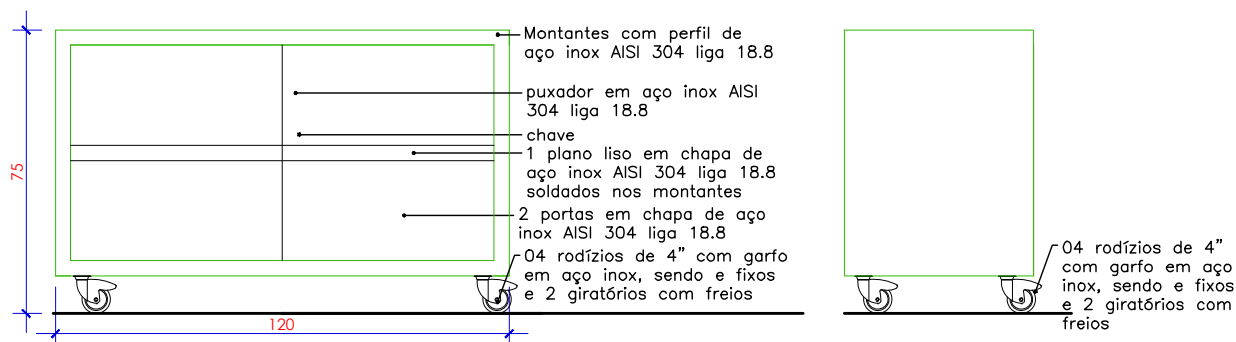 Montantes com perfil de
aço inox AISI 304 liga 18.8
puxador em aço inox AISI
304 liga 18.8
chave
1 plano liso em chapa de
aço inox AISI 304 liga 18.8
soldados nos montantes
2 portas em chapa de aço
inox AISI 304 liga 18.8
04 rodízios de 4” com garfo
em aço inox, sendo e fixos
e 2 giratórios com freios
75
120
04 rodízios de 4”
com garfo em aço
inox, sendo e fixos
e 2 giratórios com
freios